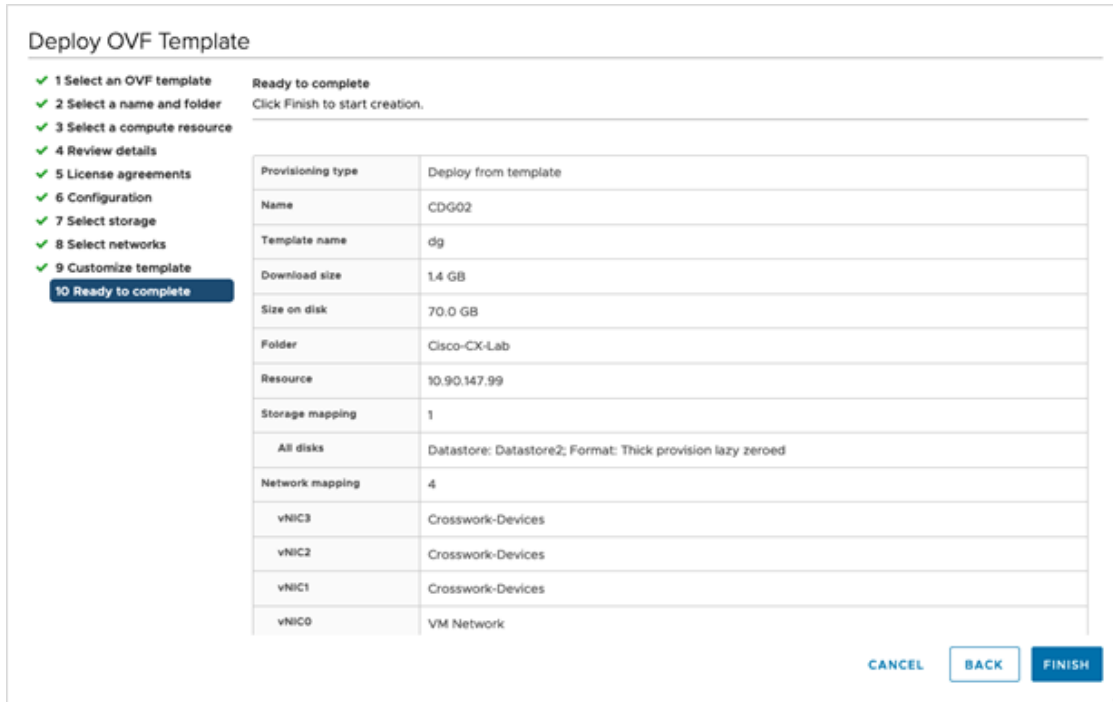 Deploy OVF Template
1 Select an OVF template
2 Select a name and folder
3 Select a compute resource
4 Review details
5 License agreements
6 Configuration
7 Select storage
8 Select networks
9 Customize template
10 Ready to complete
Ready to complete
Click Finish to start creation.
Provisioning type Deploy from template
Name CDG02
Template name dg
Download size 1.4 GB
Size on disk 70.0 GB
Folder Cisco-CX-Lab
Resource 10.90.147.99
Storage mapping 1
All disks Datastore: Datastore2; Format: Thick provision lazy zeroed
Network mapping 4
vNIC3 Crosswork-Devices
vNIC2 Crosswork-Devices
vNIC1 Crosswork-Devices
vNIC0 VM Network
CANCEL BACK FINISH